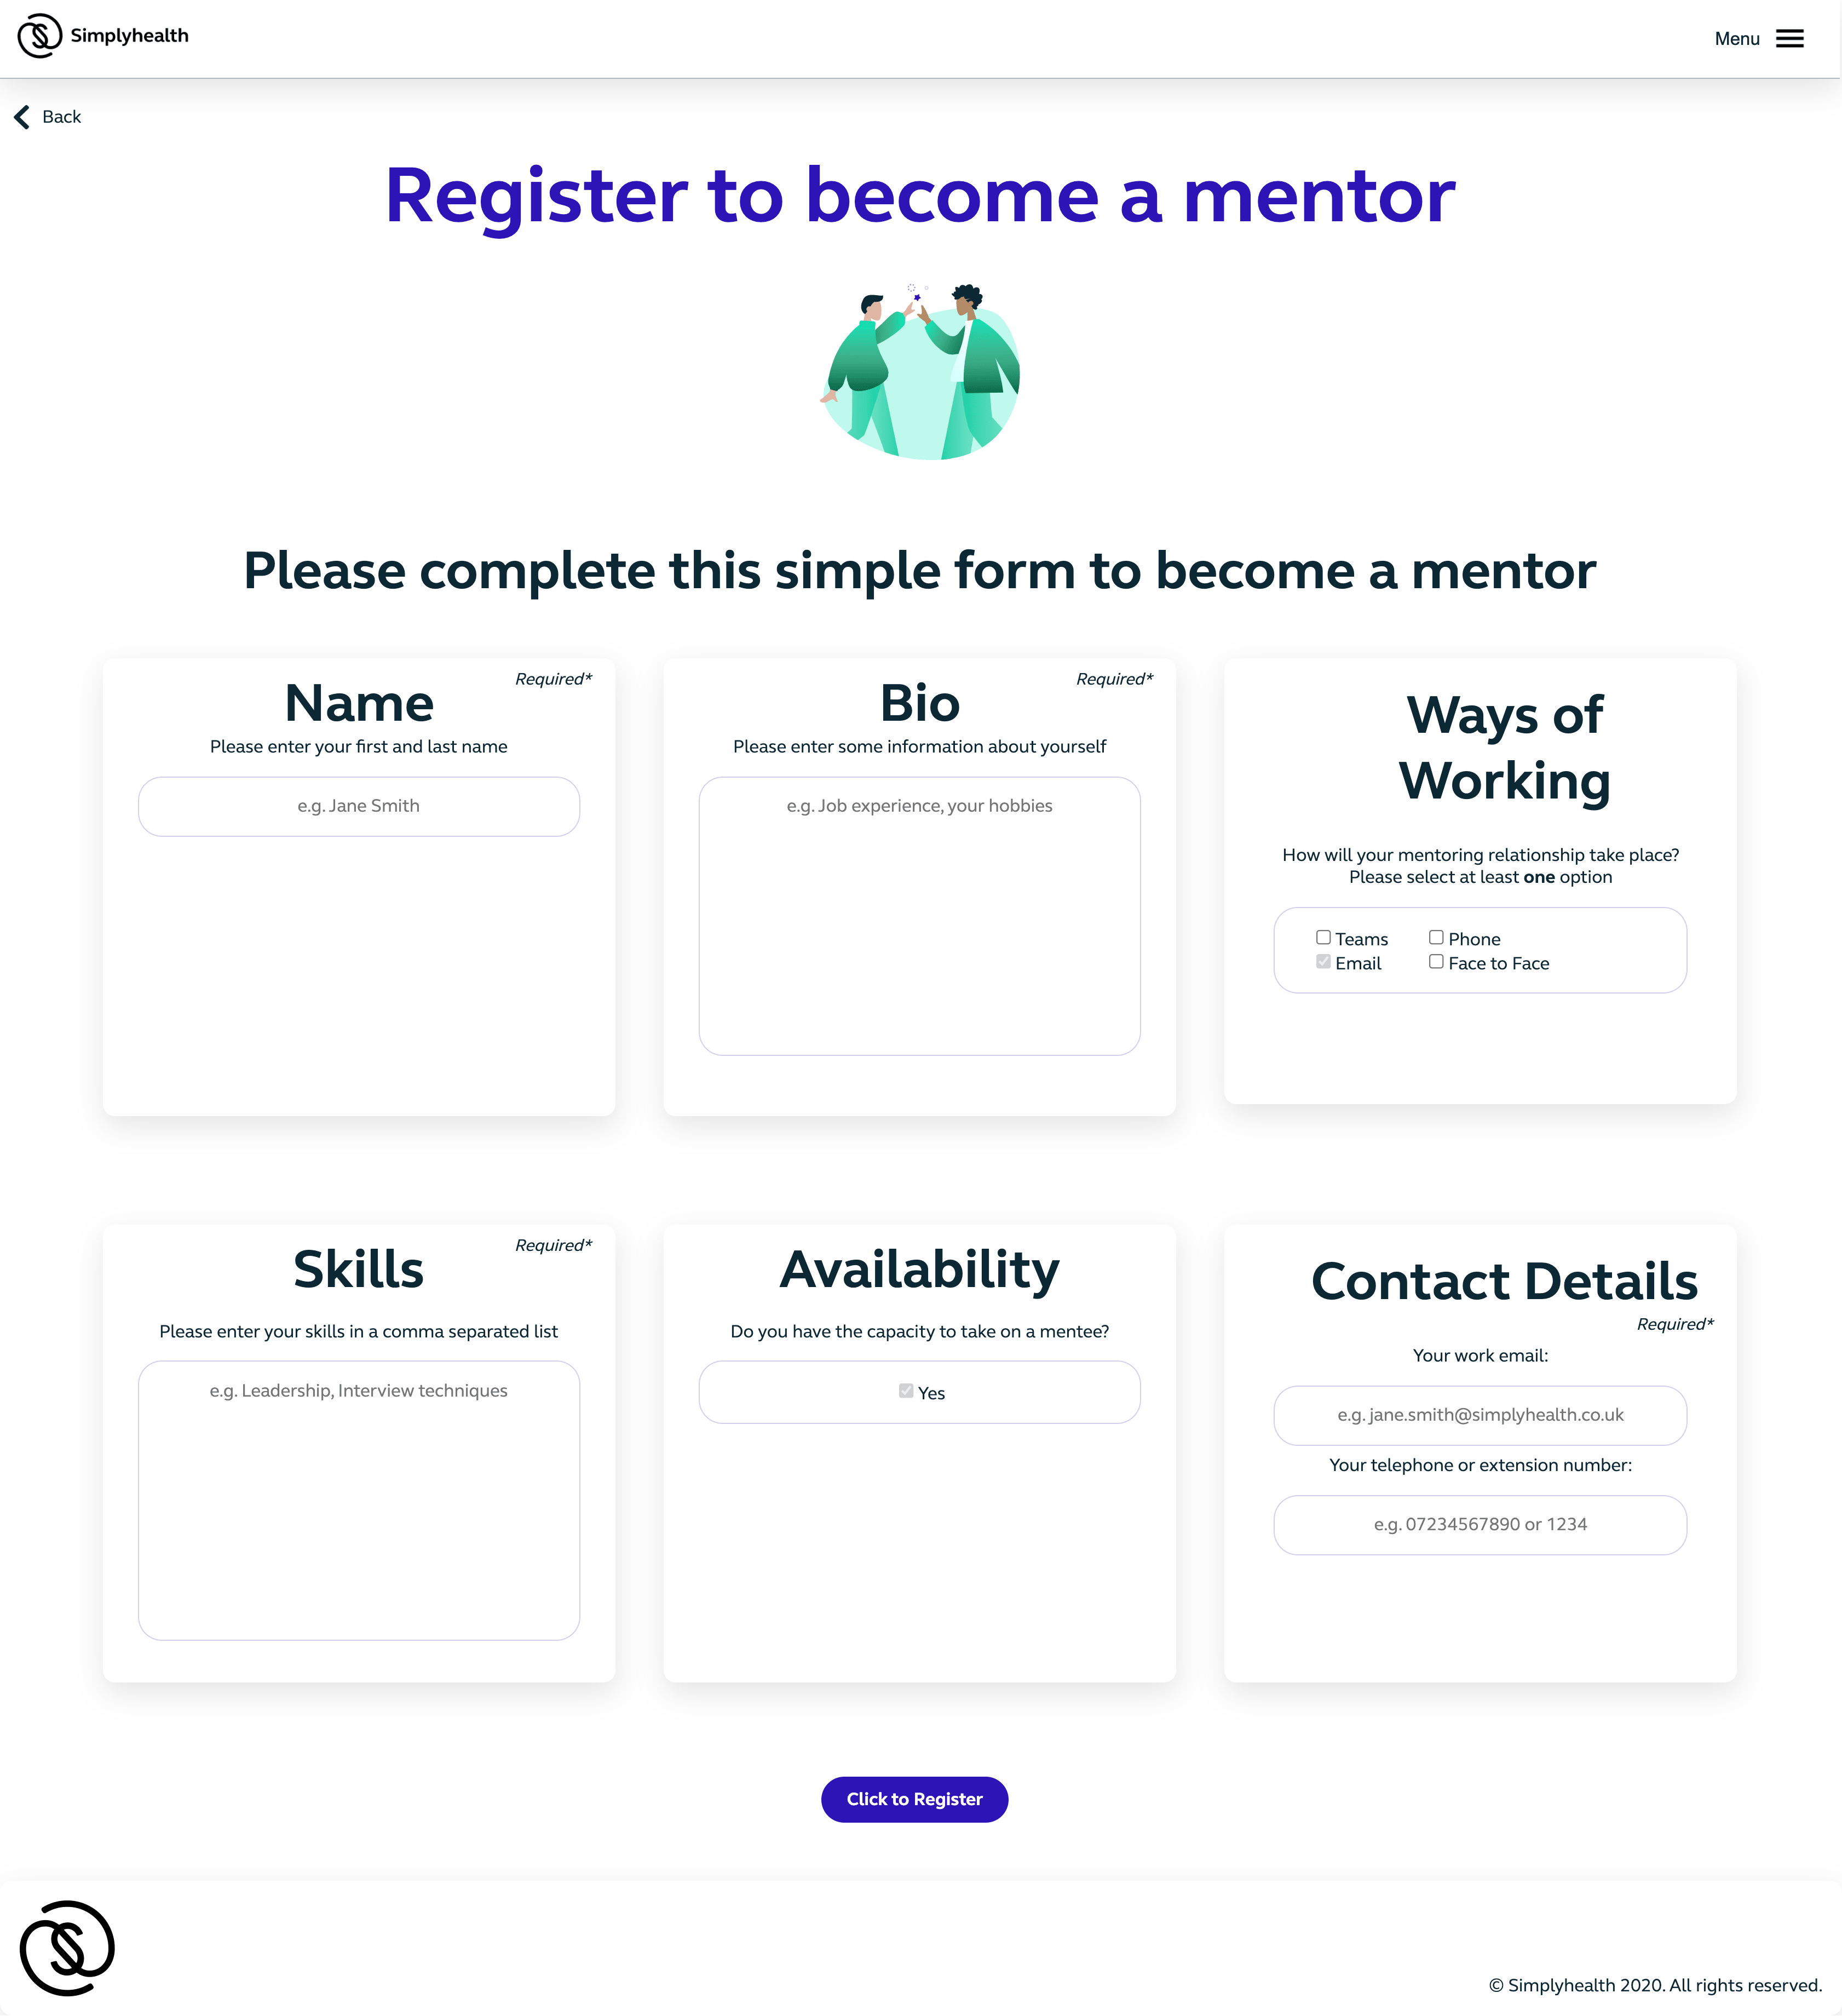 Simplyhealth
Menu
Back
Register to become a mentor
Please complete this simple form to become a mentor
Required*
Name
Please enter your first and last name
e.g. Jane Smith
Required*
Bio
Please enter some information about yourself
e.g. Job experience, your hobbies
Ways of
Working
How will your mentoring relationship take place?
Please select at least one option
Teams
Phone
Email
Face to Face
Required*
Skills
Please enter your skills in a comma separated list
e.g. Leadership, Interview techniques
Availability
Do you have the capacity to take on a mentee?
Yes
Contact Details
Required*
Your work email:
e.g. jane.smith@simplyhealth.co.uk
Your telephone or extension number:
e.g. 07234567890 or 1234
Click to Register
© Simplyhealth 2020. All rights reserved.